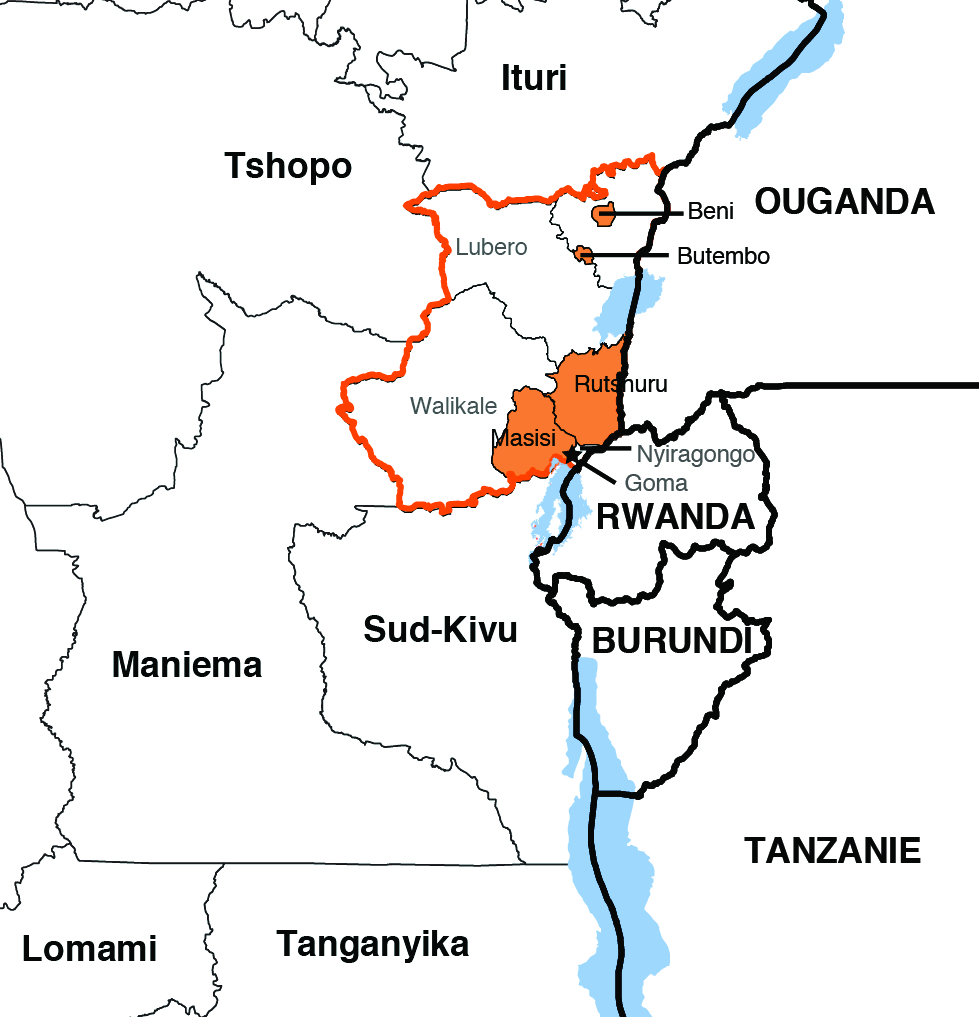 Ituri
Tshopo
OUGANDA
Beni
Lubero
Butembo
Rutshuru
Walikale
Masisi
Nyiragongo
Goma
RWANDA
Sud-Kivu
BURUNDI
Maniema
TANZANIE
Lomami
Tanganyika